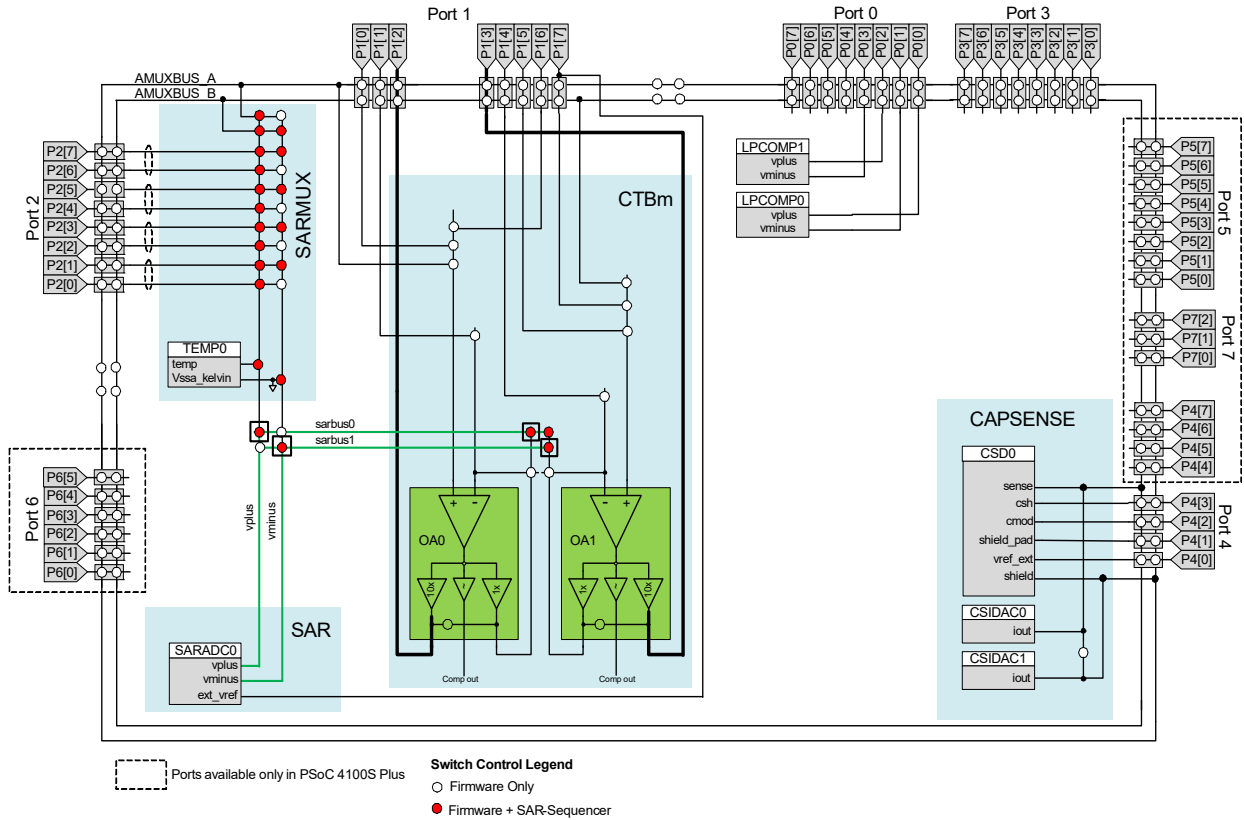 Port 1
Port 0
Port 3
P1[0]
P1[1]
P1[2]
P1[3]
P1[4]
P1[5]
P1[6]
P1[7]
P0[7]
P0[6]
P0[5]
P0[4]
P0[3]
P0[2]
P0[1]
P0[0]
P3[7]
P3[6]
P3[5]
P3[4]
P3[3]
P3[2]
P3[1]
P3[0]
AMUXBUS_A
AMUXBUS_B
Port 2
P2[7]
P2[6]
P2[5]
P2[4]
P2[3]
P2[2]
P2[1]
P2[0]
SARMUX
TEMP0
temp
Vssa_kelvin
CTBm
LPCOMP1
vplus
vminus
LPCOMP0
vplus
vminus
Port 5
P5[7]
P5[6]
P5[5]
P5[4]
P5[3]
P5[2]
P5[1]
P5[0]
Port 7
P7[2]
P7[1]
P7[0]
P4[7]
P4[6]
P4[5]
P4[4]
Port 4
P4[3]
P4[2]
P4[1]
P4[0]
sarbus0
sarbus1
Port 6
P6[5]
P6[4]
P6[3]
P6[2]
P6[1]
P6[0]
vplus
vminus
+
-
OA0
10x
~
1x
Comp out
-
+
OA1
1x
~
10x
Comp out
CAPSENSE
CSD0
sense
csh
cmod
shield_pad
vref_ext
shield
CSIDAC0
iout
CSIDAC1
iout
SAR
SARADC0
vplus
vminus
ext_vref
Ports available only in PSoC 4100S Plus
Switch Control Legend
Firmware Only
Firmware + SAR-Sequencer